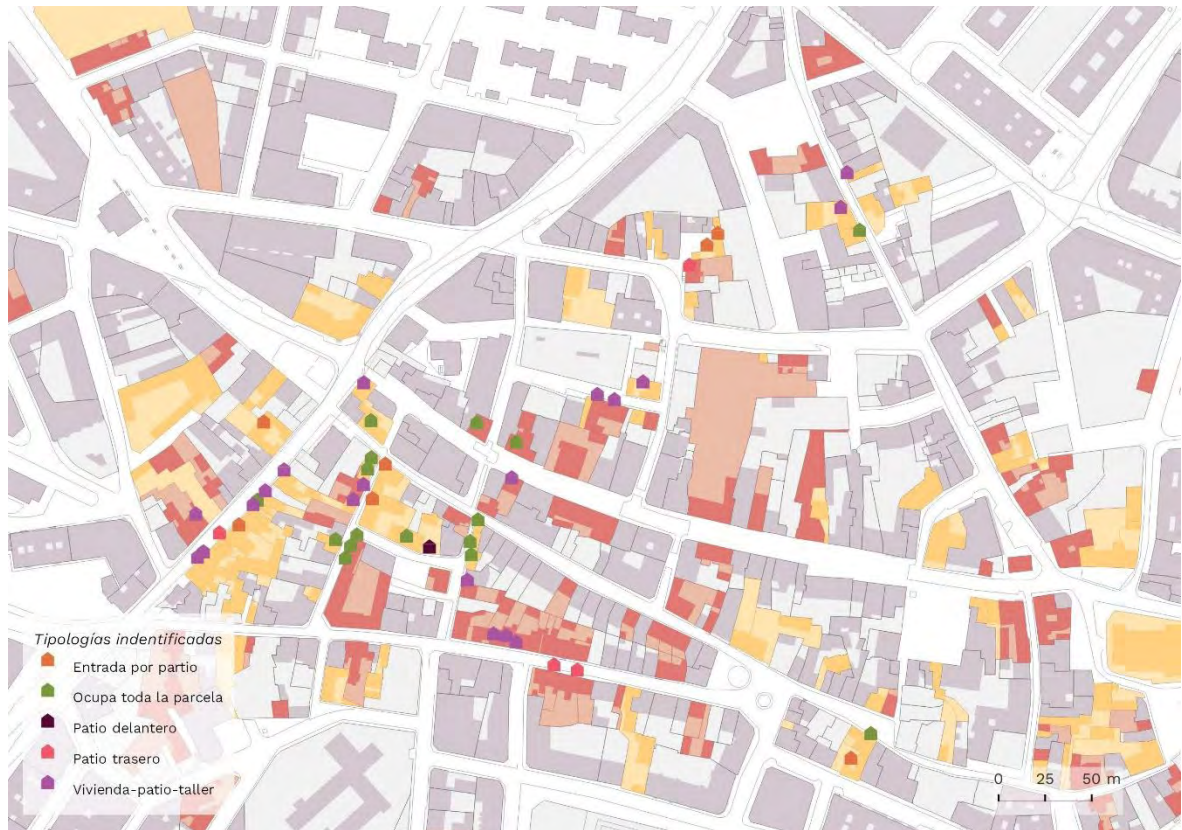 Tipologías indentificadas
Entrada por partio
Ocupa toda la parcela
Patio delantero
Patio trasero
Vivienda-patio-taller
0 25 50 m